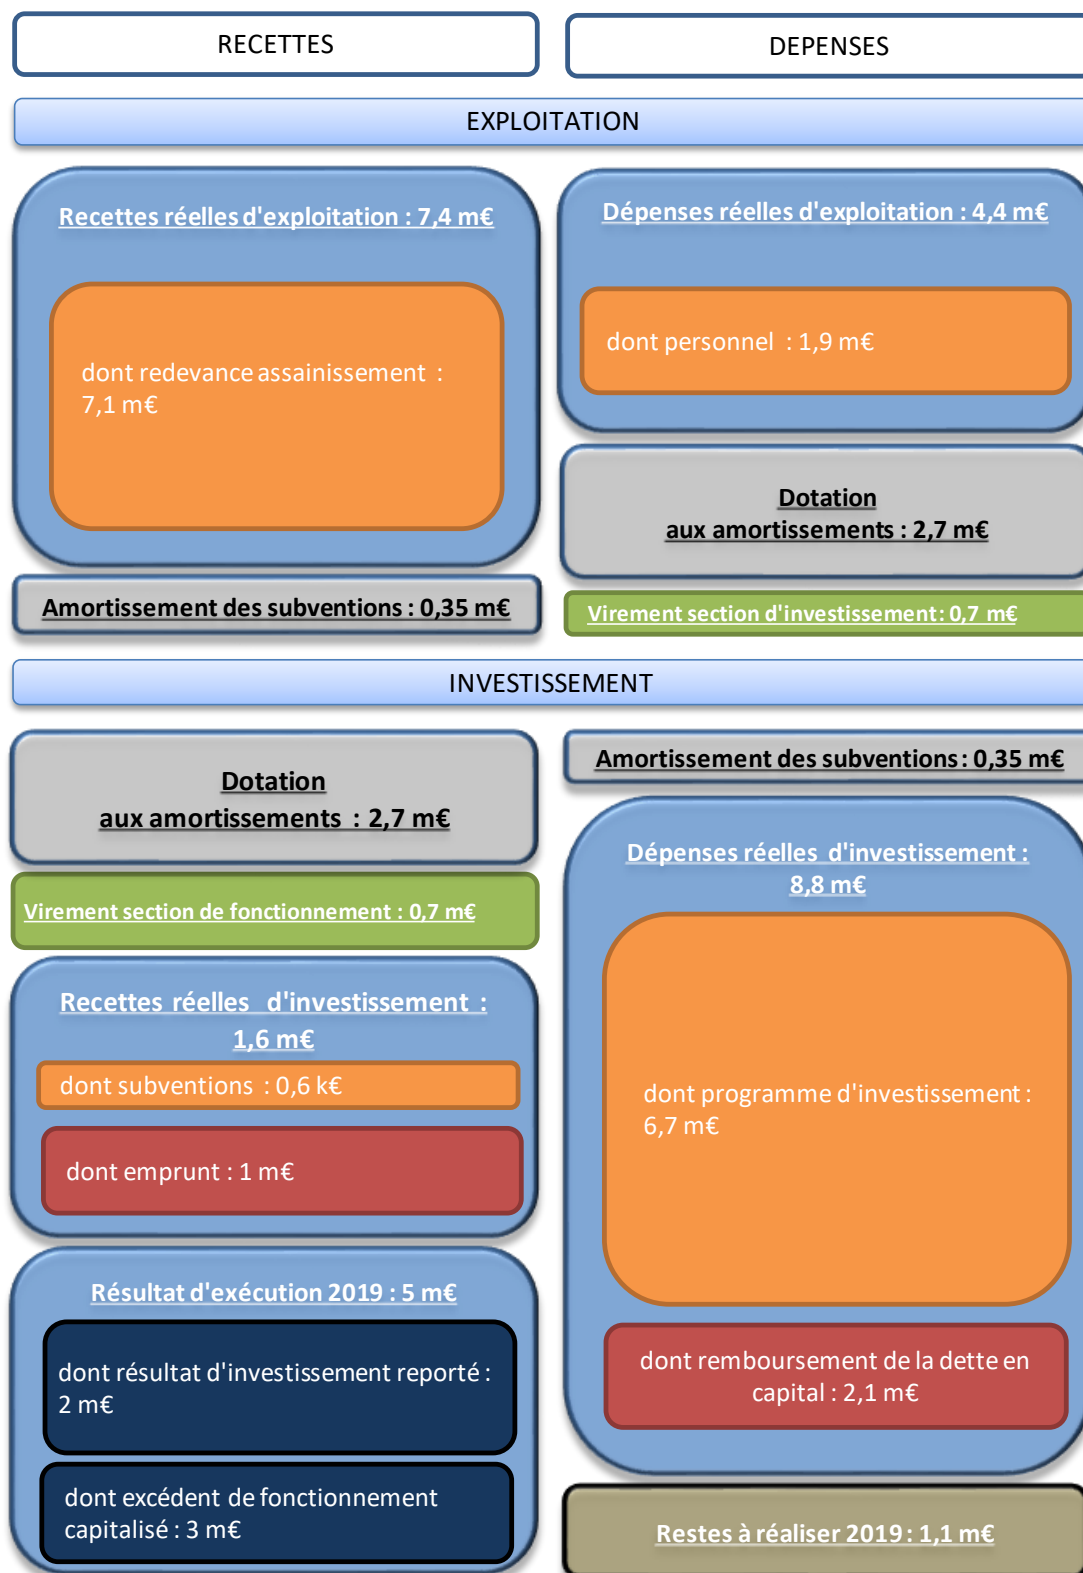 RECETTES
DEPENSES
EXPLOITATION
Recettes réelles d'exploitation : 7,4 m€
dont redevance assainissement :
7,1 m€
Amortissement des subventions : 0,35 m€
Dépenses réelles d'exploitation : 4,4 m€
dont personnel : 1,9 m€
Dotation
aux amortissements : 2,7 m€
Virement section d'investissement : 0,7 m€
INVESTISSEMENT
Dotation
aux amortissements : 2,7 m€
Virement section de fonctionnement : 0,7 m€
Recettes réelles d'investissement :
1,6 m€
dont subventions : 0,6 k€
dont emprunt : 1 m€
Résultat d'exécution 2019 : 5 m€
dont résultat d'investissement reporté :
2 m€
dont excédent de fonctionnement
capitalisé : 3 m€
Amortissement des subventions : 0,35 m€
Dépenses réelles d'investissement :
8,8 m€
dont programme d'investissement :
6,7 m€
dont remboursement de la dette en
capital : 2,1 m€
Restes à réaliser 2019 : 1,1 m€